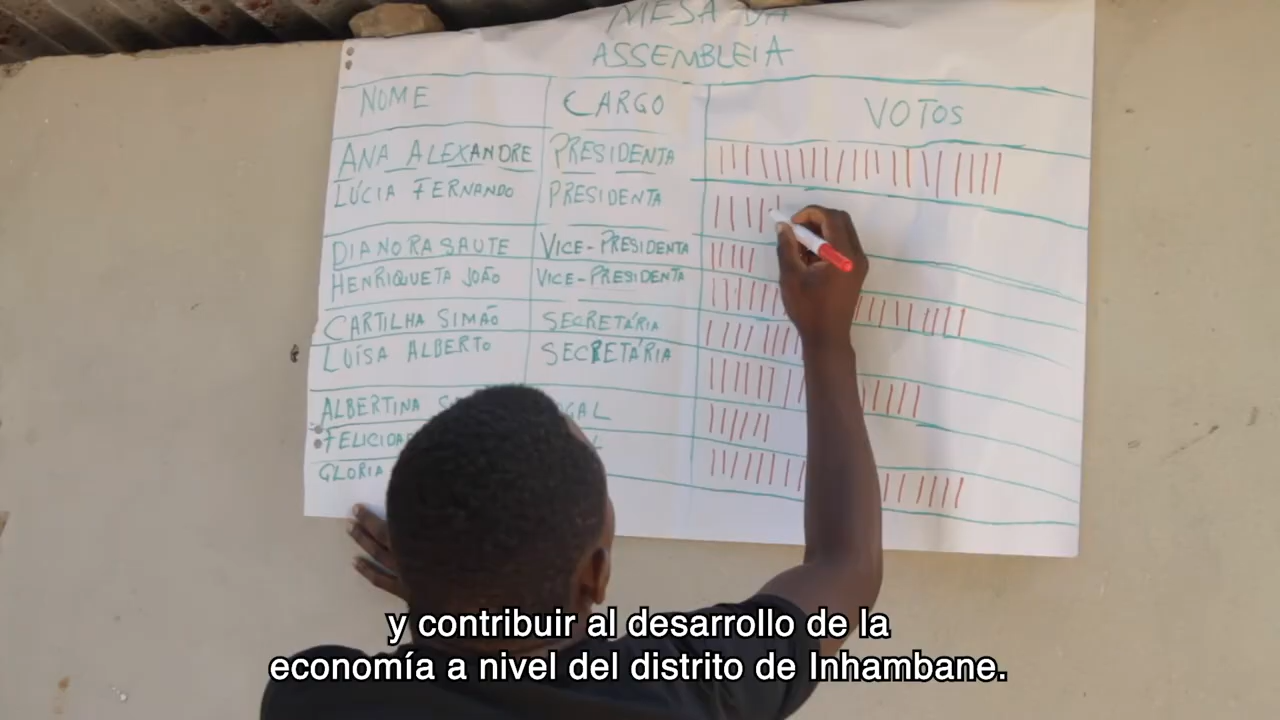 MESA DA
ASSEMBLEIA
NOME CARGO VOTOS
ANA ALEXANDRE PRESIDENTA
LÚCIA FERNANDO PRESIDENTA
DIANORA SAUTE VICE-PRESIDENTA
HENRIQUETA JOÃO VICE-PRESIDENTA
CARTILHA SIMÃO SECRETÁRIA
LUÍSA ALBERTO SECRETÁRIA
ALBERTINA
GLORIA
y contribuir al desarrollo de la
economía a nivel del distrito de Inhambane.